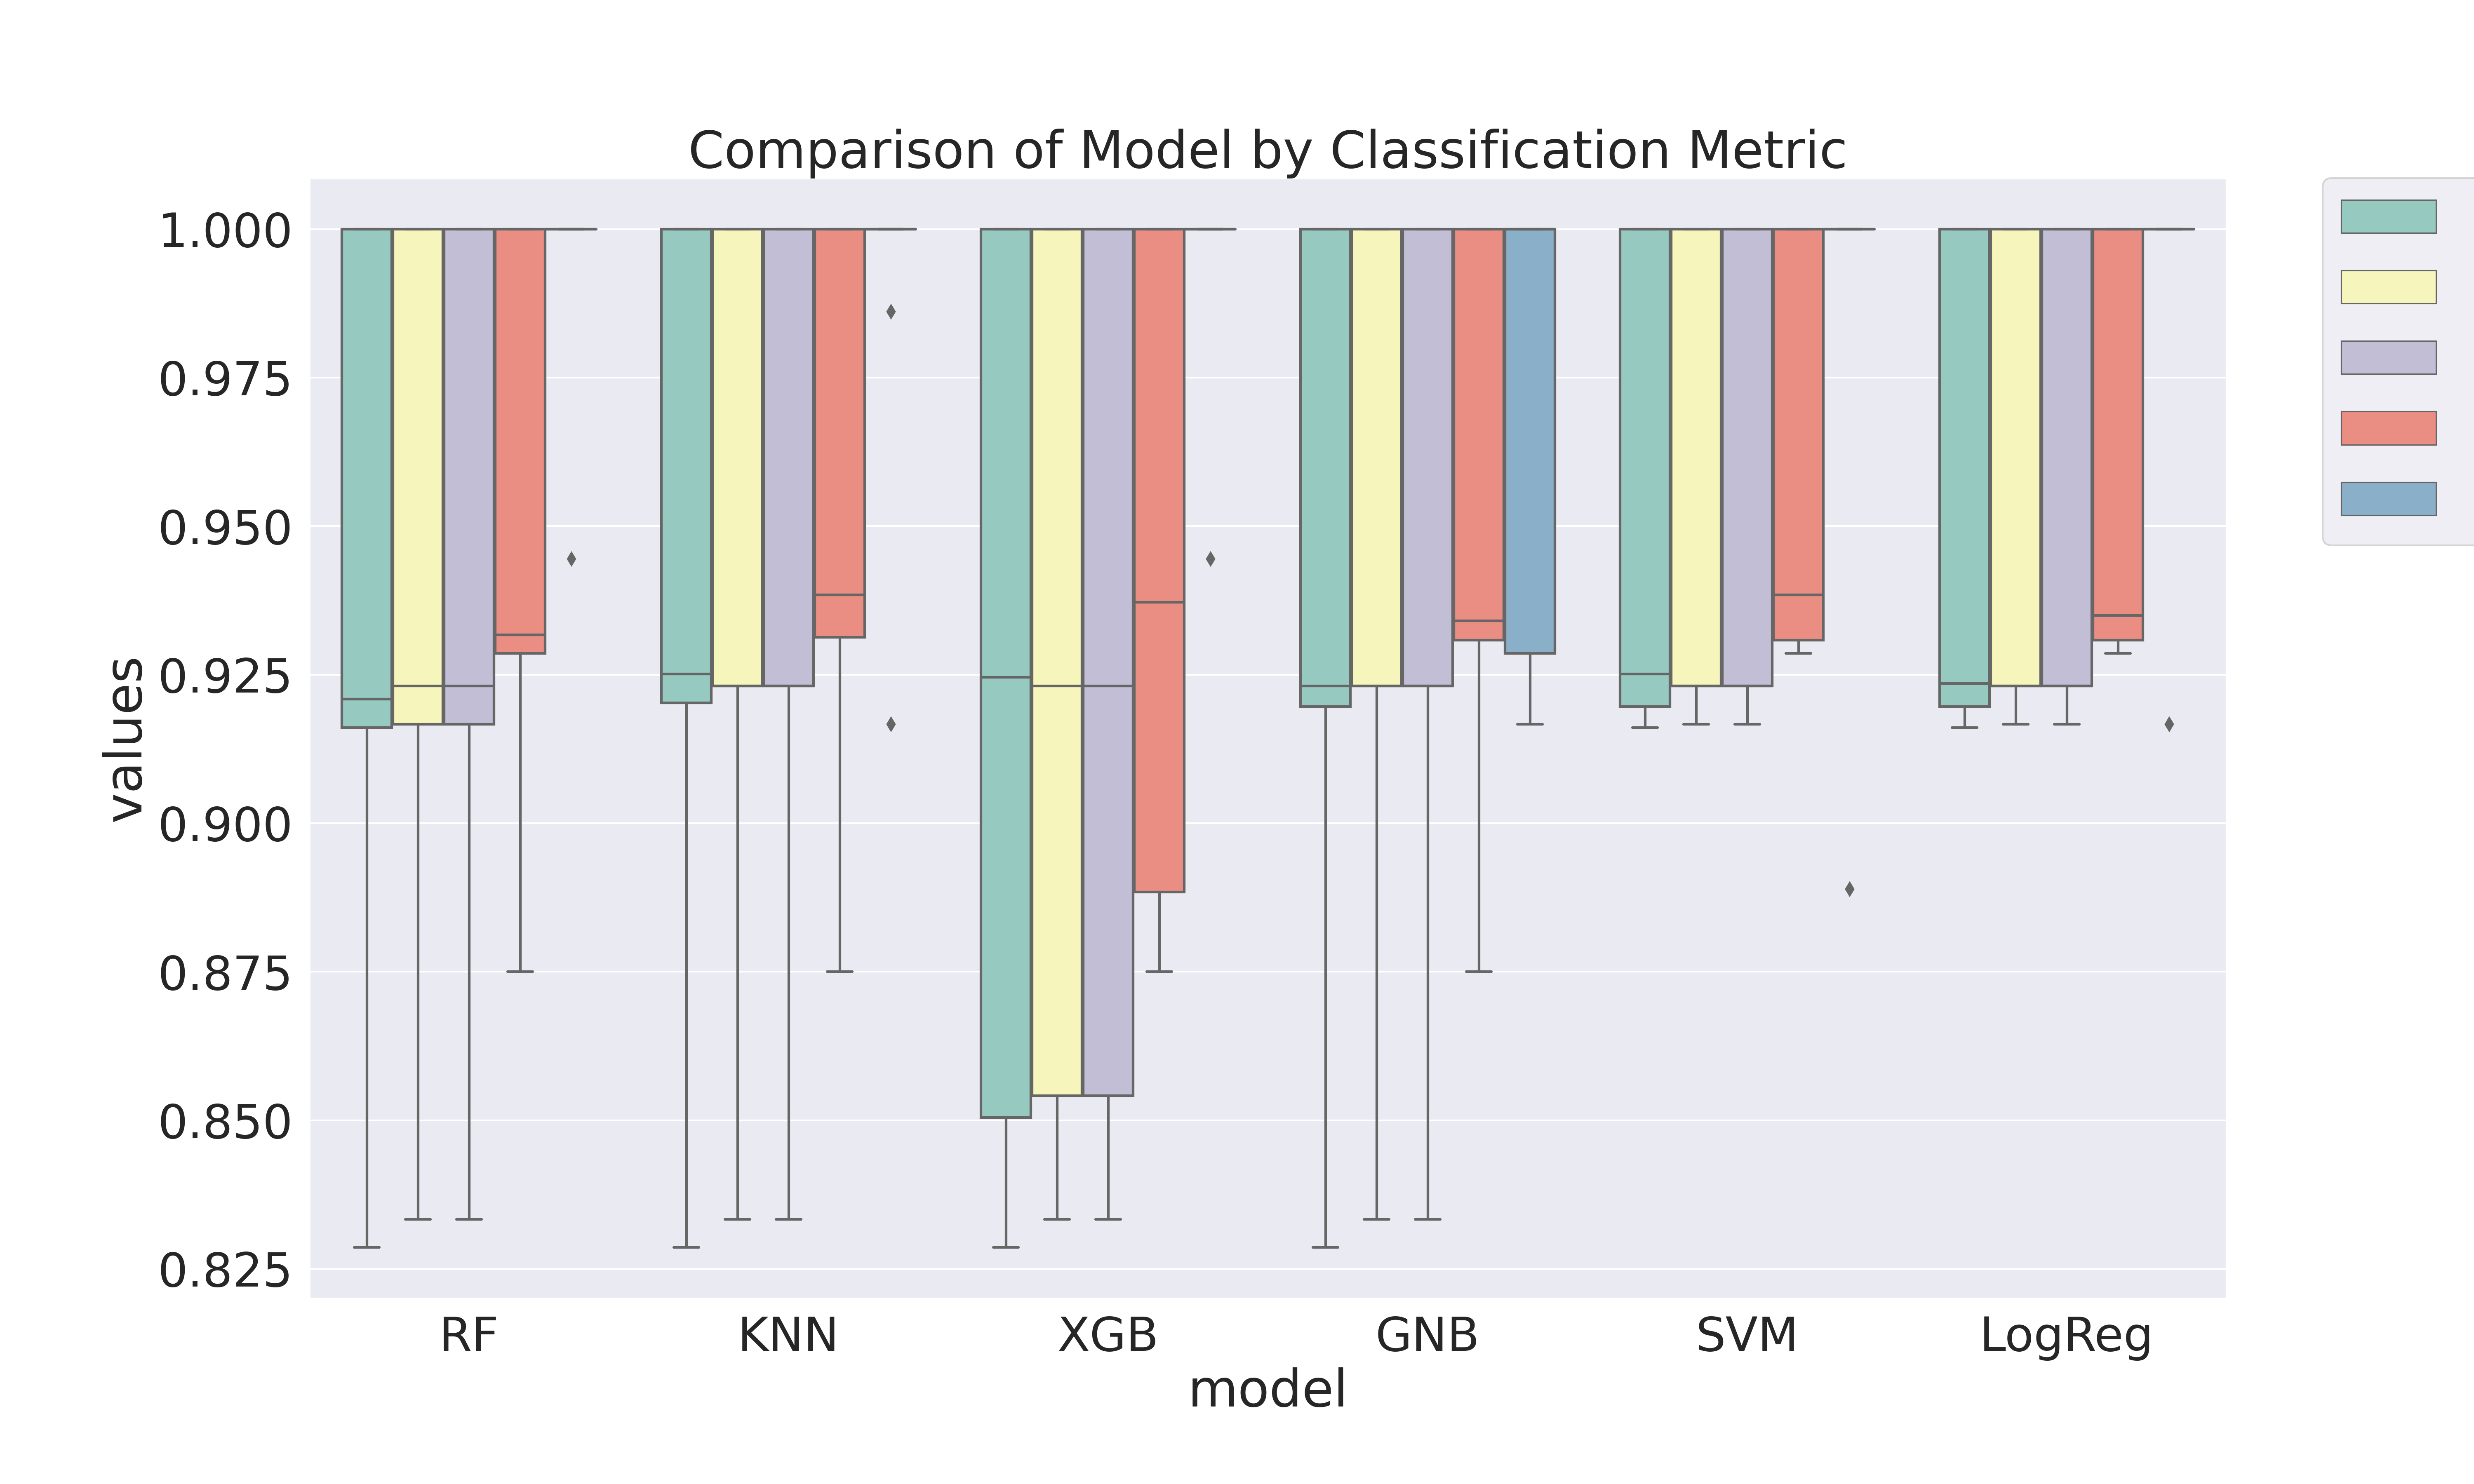 Comparison of Model by Classification Metric
1.000
0.975
0.950
0.925
0.900
0.875
0.850
0.825
values
RF KNN XGB GNB SVM LogReg
model